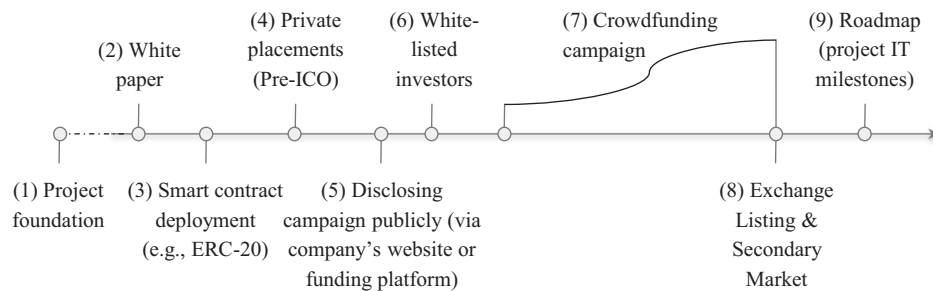 (1) Project
foundation
(2) White
paper
(3) Smart contract
deployment
(e.g., ERC-20)
(4) Private
placements
(Pre-ICO)
(5) Disclosing
campaign publicly (via
company's website or
funding platform)
(6) White-
listed
investors
(7) Crowdfunding
campaign
(8) Exchange
Listing &
Secondary
Market
(9) Roadmap
(project IT
milestones)